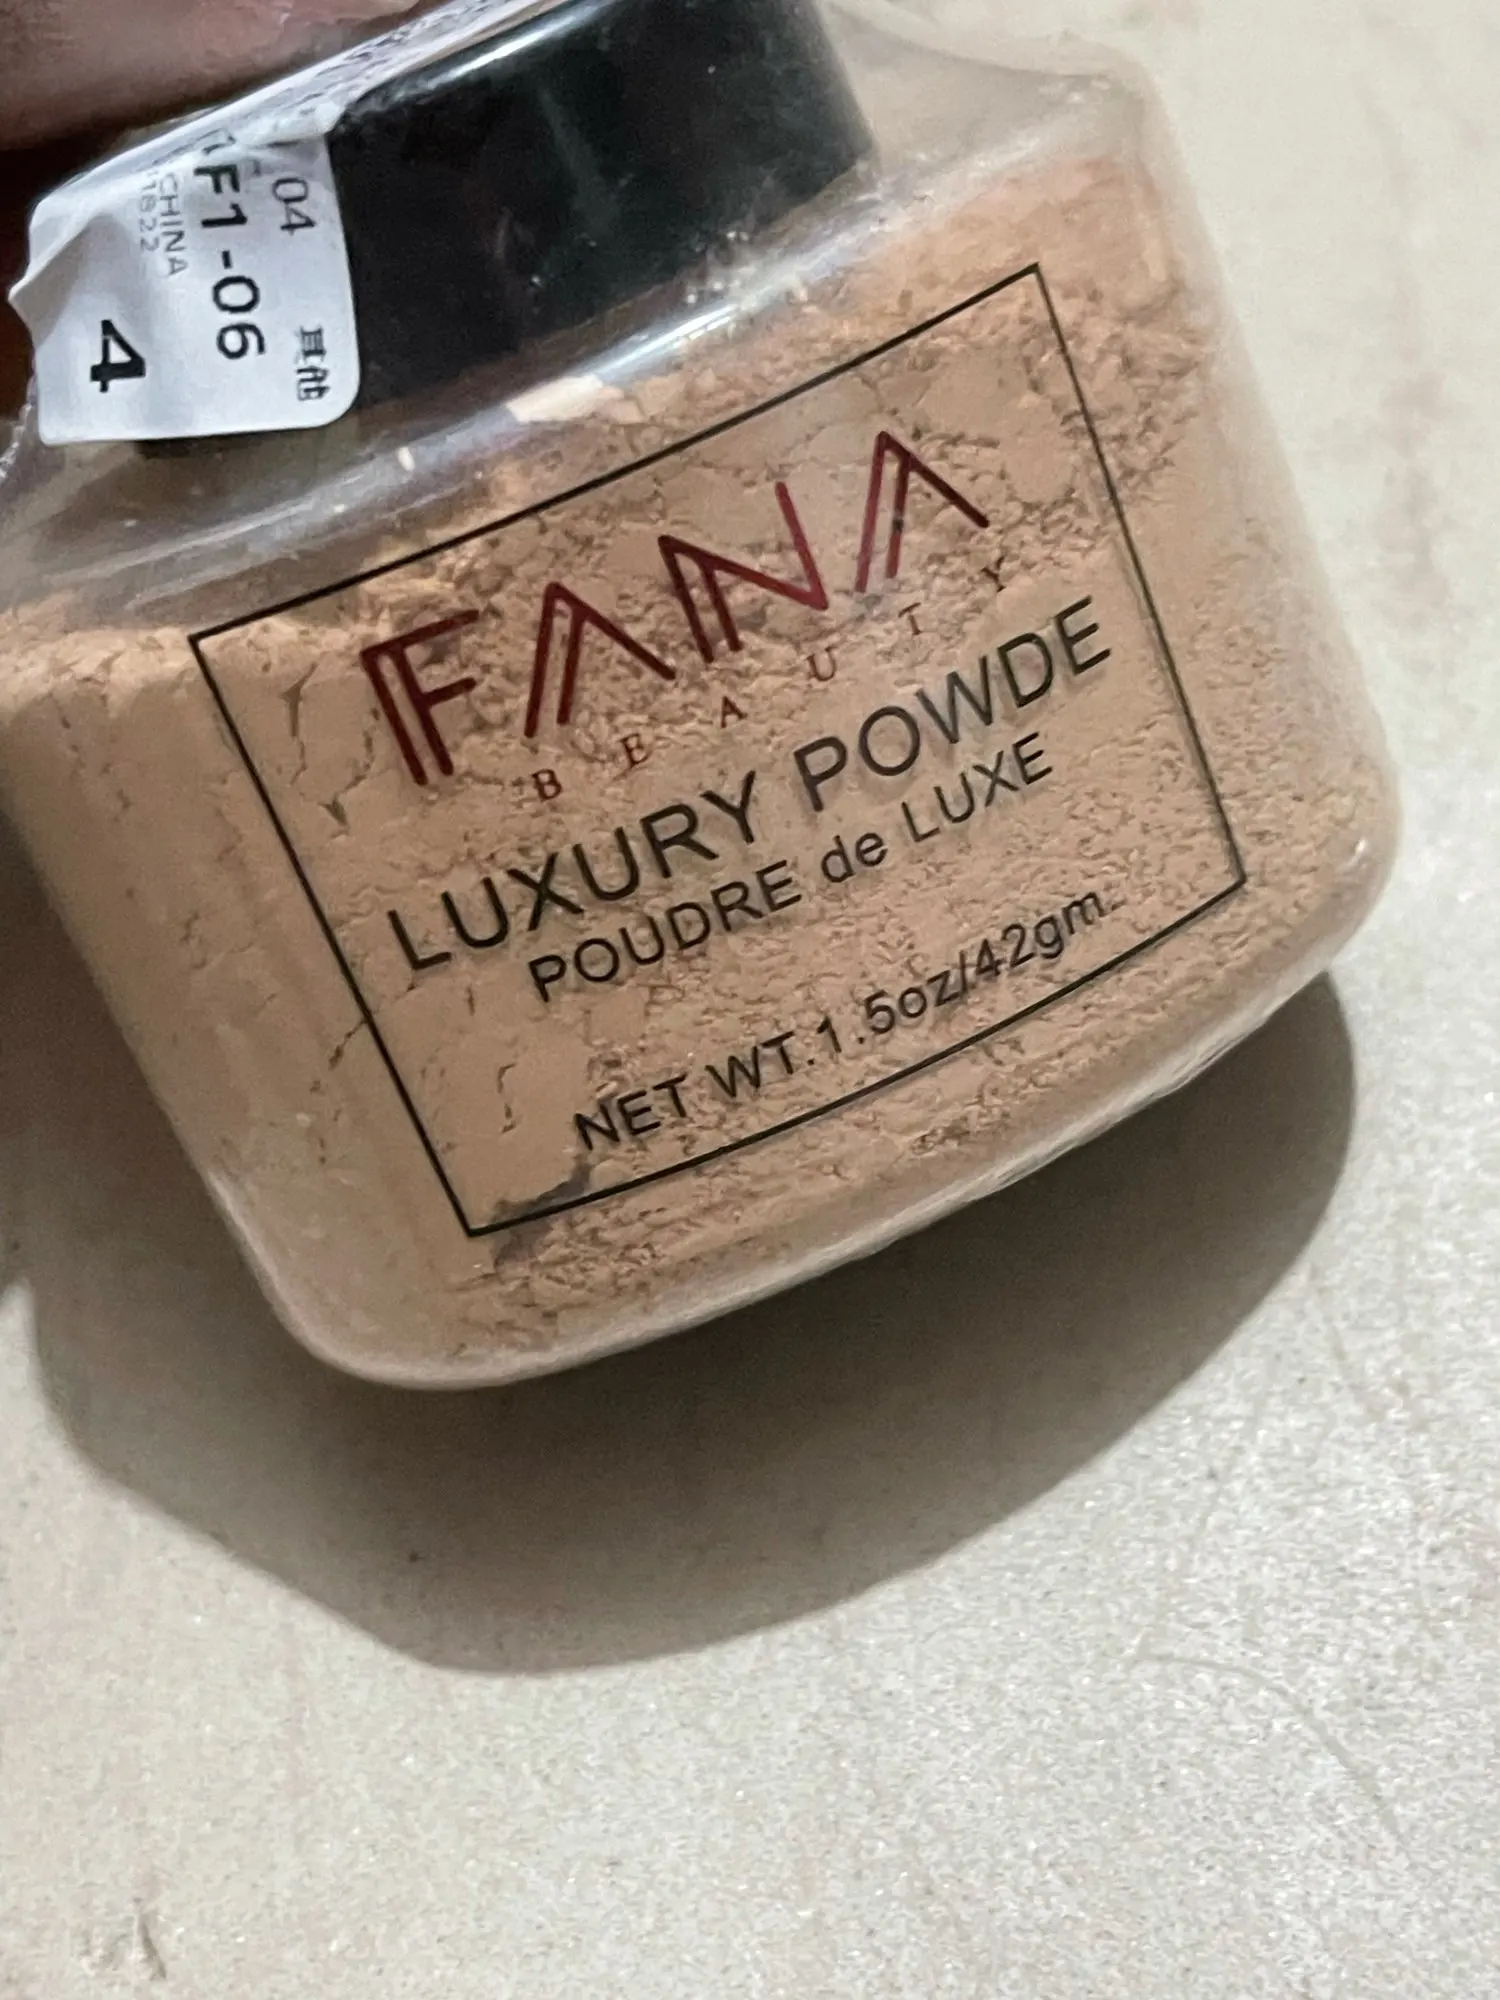 04 其他
F1-06
CHINA
4
FANA
BEAUTY
LUXURY POWDE
POUDRE de LUXE
NET WT.1.5oz/42gm.